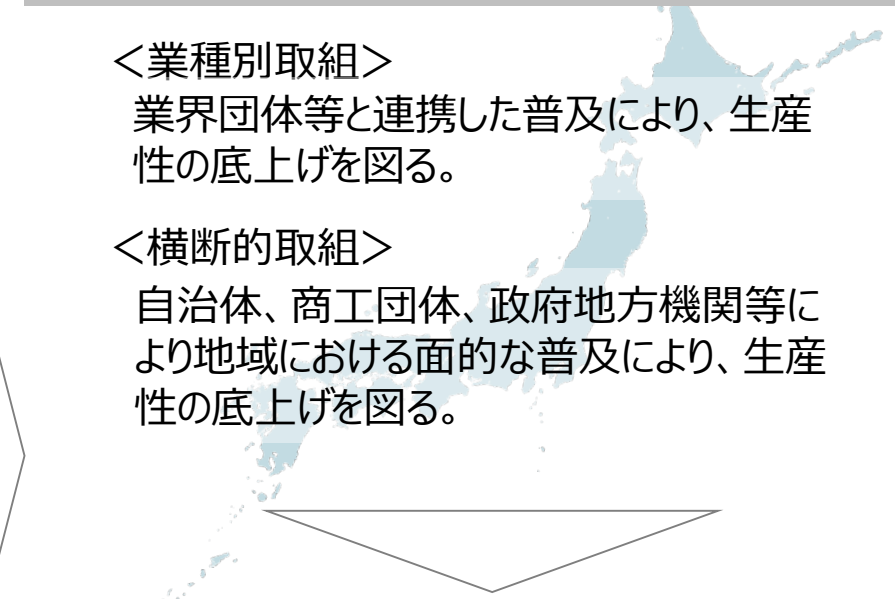 ＜業種別取組＞
業界団体等と連携した普及により、生産
性の底上げを図る。
＜横断的取組＞
自治体、商工団体、政府地方機関等に
より地域における面的な普及により、生産
性の底上げを図る。